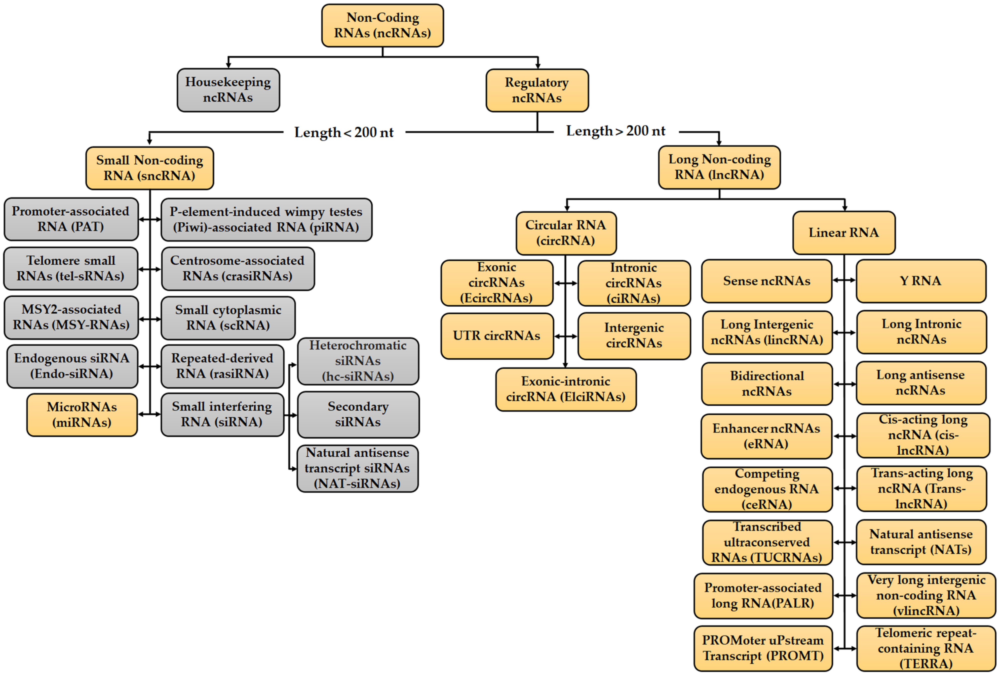 Non-Coding
RNAs (ncRNAs)
Housekeeping
ncRNAs
Regulatory
ncRNAs
Length < 200 nt
Length > 200 nt
Small Non-coding
RNA (sncRNA)
Long Non-coding
RNA (lncRNA)
Promoter-associated
RNA (PAT)
P-element-induced wimpy testes
(Piwi)-associated RNA (piRNA)
Telomere small
RNAs (tel-sRNAs)
Centrosome-associated
RNAs (crasiRNAs)
MSY2-associated
RNAs (MSY-RNAs)
Small cytoplasmic
RNA (scRNA)
Endogenous siRNA
(Endo-siRNA)
Repeated-derived
RNA (rasiRNA)
MicroRNAs
(miRNAs)
Small interfering
RNA (siRNA)
Heterochromatic
siRNAs
(hc-siRNAs)
Secondary
siRNAs
Natural antisense
transcript siRNAs
(NAT-siRNAs)
Circular RNA
(circRNA)
Exonic
circRNAs
(EcircRNAs)
Intronic
circRNAs
(ciRNAs)
UTR circRNAs
Intergenic
circRNAs
Exonic-intronic
circRNA (ElciRNAs)
Linear RNA
Sense ncRNAs
Y RNA
Long Intergenic
ncRNAs (lincRNA)
Long Intronic
ncRNAs
Bidirectional
ncRNAs
Long antisense
ncRNAs
Enhancer ncRNAs
(eRNA)
Cis-acting long
ncRNA (cis-
lncRNA)
Competing
endogenous RNA
(ceRNA)
Trans-acting long
ncRNA (Trans-
lncRNA)
Transcribed
ultraconserved
RNAs (TUCRNAs)
Natural antisense
transcript (NATs)
Promoter-associated
long RNA(PALR)
Very long intergenic
non-coding RNA
(vlincRNA)
PROMoter uPstream
Transcript (PROMT)
Telomeric repeat-
containing RNA
(TERRA)